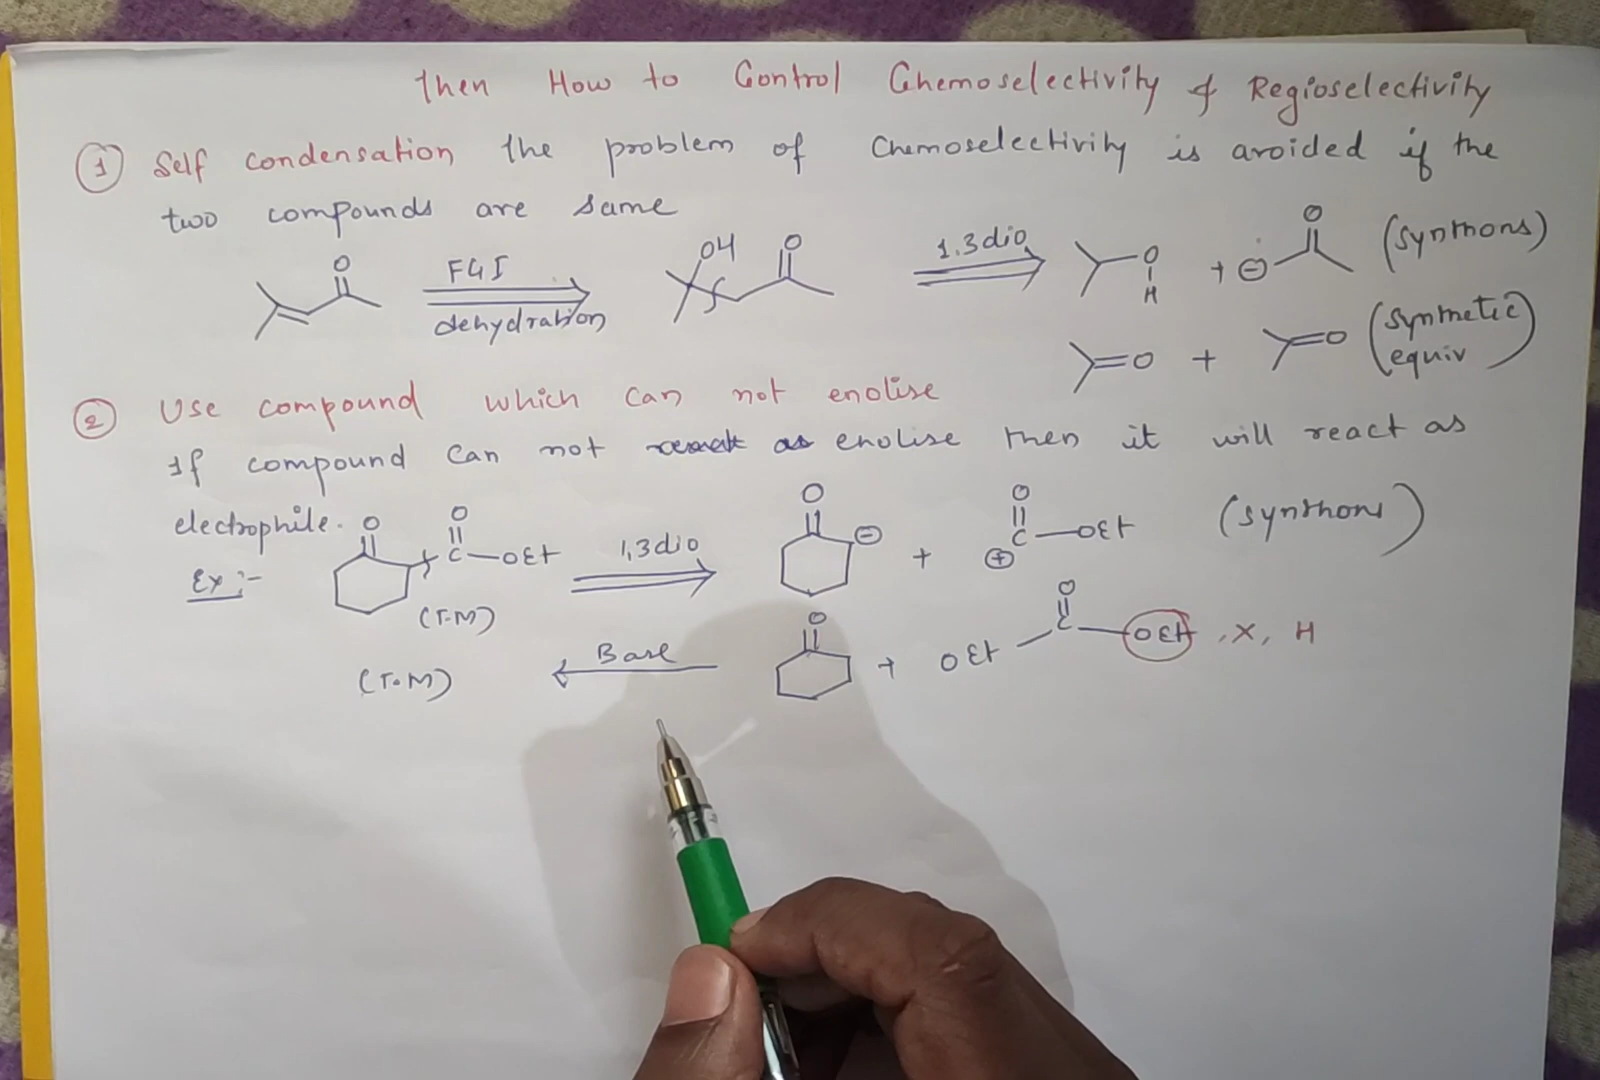 then How to Control Chemoselectivity & Regioselectivity
1 Self condensation the problem of Chemoselectivity is avoided if the
two compounds are same
O FGI dehydration OH O 1.3 dio O H + ⊖ O (Synthons)
O + O (Synthetic equiv)
2 Use compound which can not enolise
If compound can not enolise then it will react as
electrophile.
Ex:- O O || C—OEt 1,3 dio O ⊖ + O || C—OEt ⊕ (synthons)
(T.M)
(T.M) Base O + OEt O || C OEt , X, H